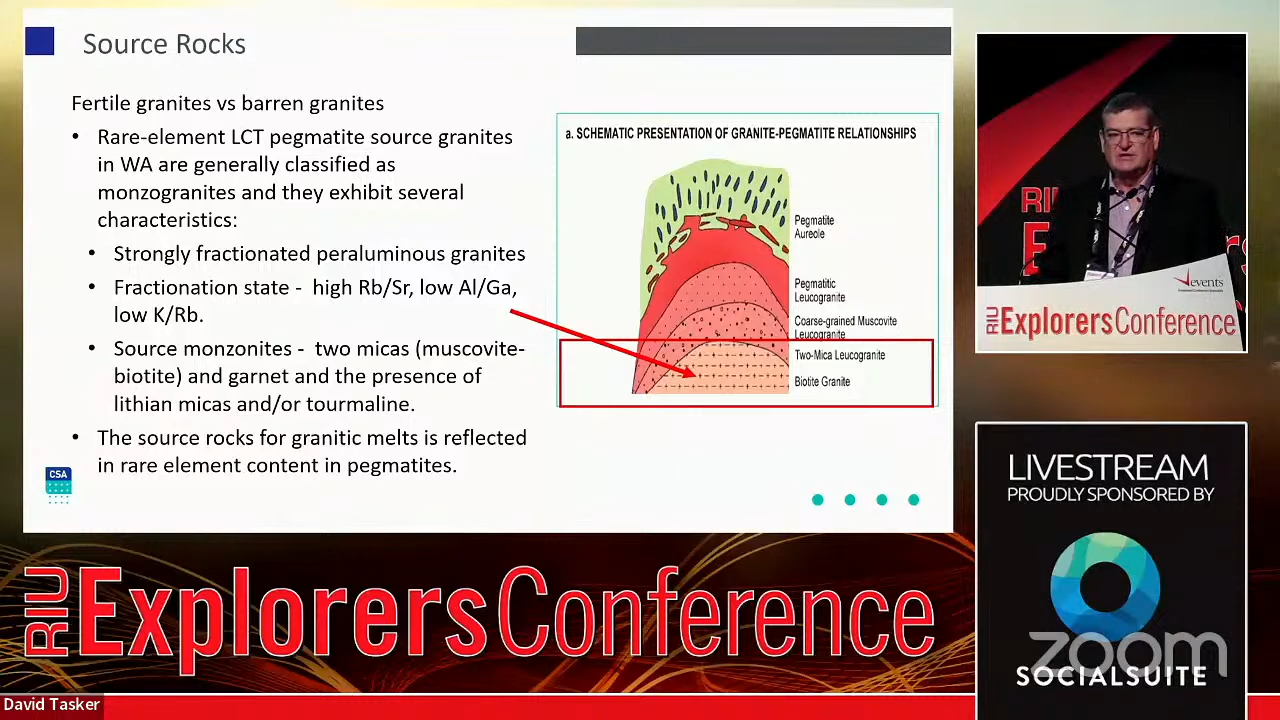 Source Rocks
Fertile granites vs barren granites
• Rare-element LCT pegmatite source granites
in WA are generally classified as
monzogranites and they exhibit several
characteristics:
• Strongly fractionated peraluminous granites
• Fractionation state - high Rb/Sr, low Al/Ga,
low K/Rb.
• Source monzonites - two micas (muscovite-
biotite) and garnet and the presence of
lithian micas and/or tourmaline.
• The source rocks for granitic melts is reflected
in rare element content in pegmatites.
CSA
a. SCHEMATIC PRESENTATION OF GRANITE-PEGMATITE RELATIONSHIPS
Pegmatite
Aureole
Pegmatitic
Leucogranite
Coarse-grained Muscovite
Leucogranite
Two-Mica Leucogranite
Biotite Granite
RIU
E
events
RIU ExplorersConference
LIVESTREAM
PROUDLY SPONSORED BY
zoom
SOCIALSUITE
RIU ExplorersConference
David Tasker